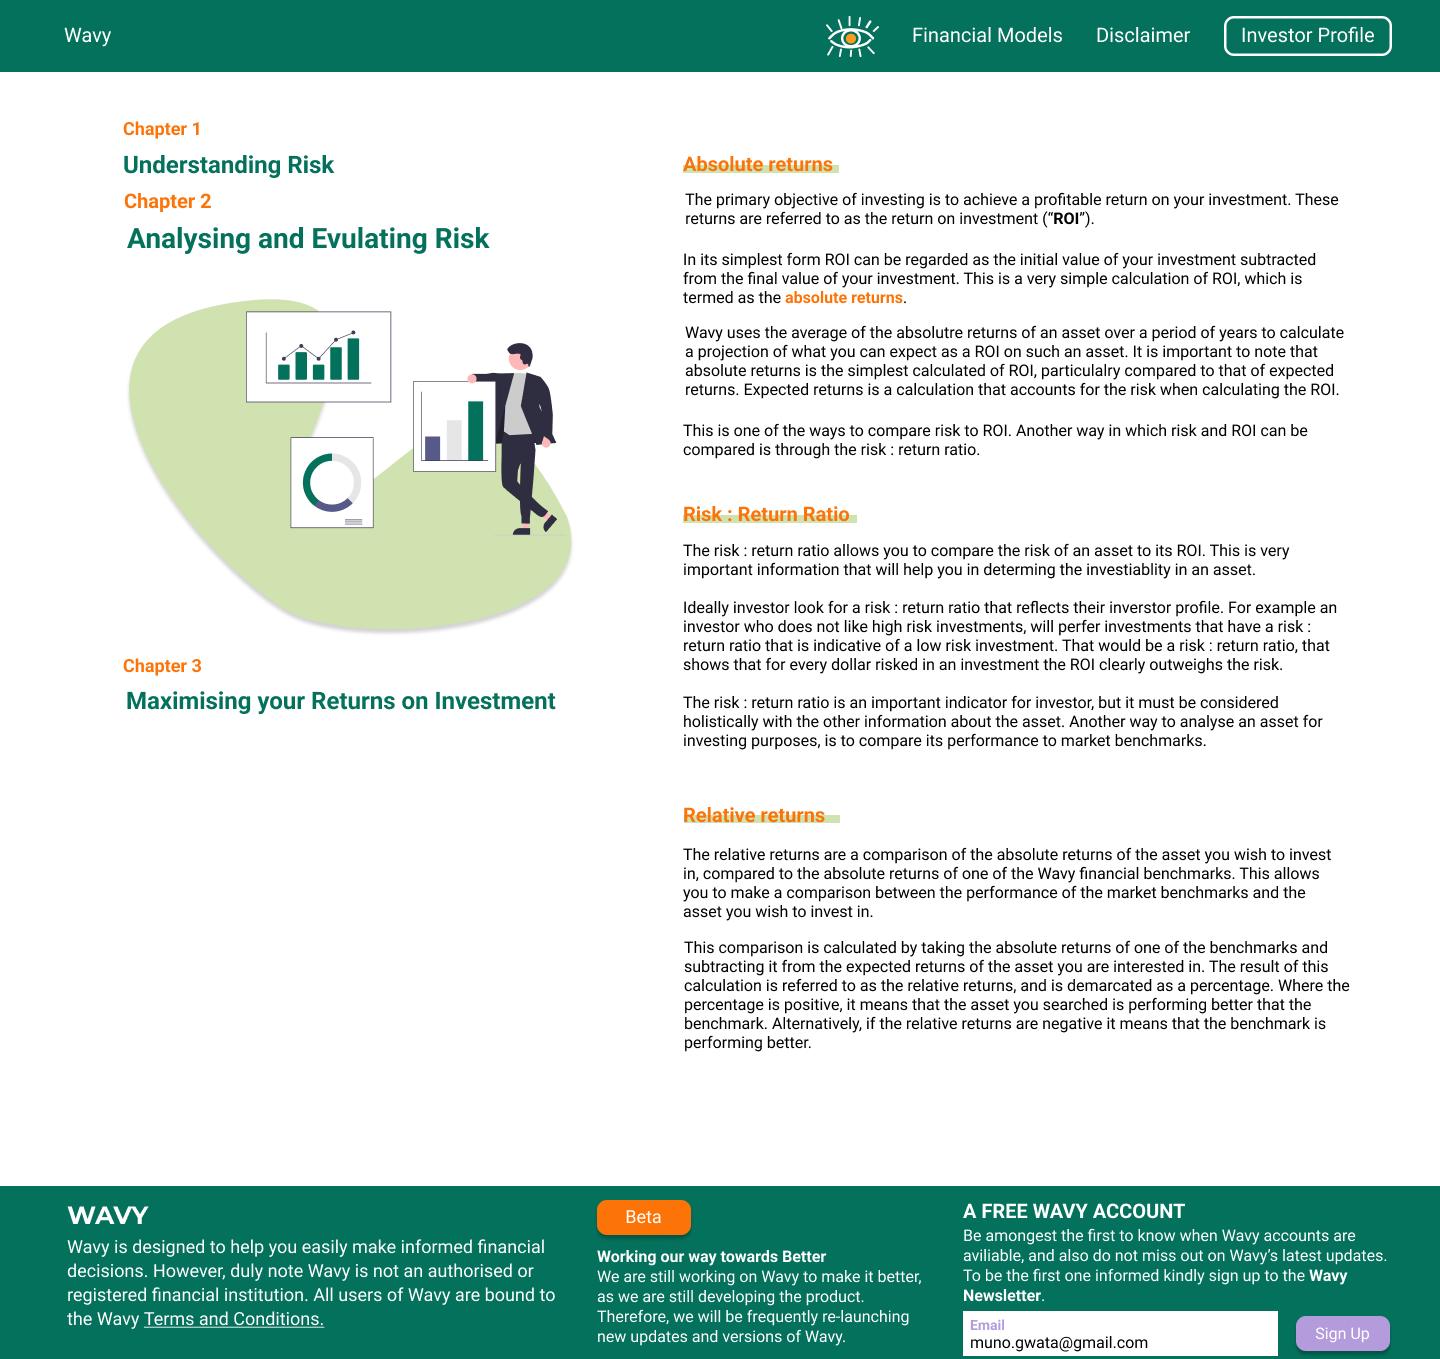 Wavy
Financial Models
Disclaimer
Investor Profile
Chapter 1
Understanding Risk
Chapter 2
Analysing and Evulating Risk
Chapter 3
Maximising your Returns on Investment
Absolute returns
The primary objective of investing is to achieve a profitable return on your investment. These
returns are referred to as the return on investment (“ROI”).
In its simplest form ROI can be regarded as the initial value of your investment subtracted
from the final value of your investment. This is a very simple calculation of ROI, which is
termed as the absolute returns.
Wavy uses the average of the absolutre returns of an asset over a period of years to calculate
a projection of what you can expect as a ROI on such an asset. It is important to note that
absolute returns is the simplest calculated of ROI, particulalry compared to that of expected
returns. Expected returns is a calculation that accounts for the risk when calculating the ROI.
This is one of the ways to compare risk to ROI. Another way in which risk and ROI can be
compared is through the risk : return ratio.
Risk : Return Ratio
The risk : return ratio allows you to compare the risk of an asset to its ROI. This is very
important information that will help you in determing the investiablity in an asset.
Ideally investor look for a risk : return ratio that reflects their inverstor profile. For example an
investor who does not like high risk investments, will perfer investments that have a risk :
return ratio that is indicative of a low risk investment. That would be a risk : return ratio, that
shows that for every dollar risked in an investment the ROI clearly outweighs the risk.
The risk : return ratio is an important indicator for investor, but it must be considered
holistically with the other information about the asset. Another way to analyse an asset for
investing purposes, is to compare its performance to market benchmarks.
Relative returns
The relative returns are a comparison of the absolute returns of the asset you wish to invest
in, compared to the absolute returns of one of the Wavy financial benchmarks. This allows
you to make a comparison between the performance of the market benchmarks and the
asset you wish to invest in.
This comparison is calculated by taking the absolute returns of one of the benchmarks and
subtracting it from the expected returns of the asset you are interested in. The result of this
calculation is referred to as the relative returns, and is demarcated as a percentage. Where the
percentage is positive, it means that the asset you searched is performing better that the
benchmark. Alternatively, if the relative returns are negative it means that the benchmark is
performing better.
WAVY
Wavy is designed to help you easily make informed financial
decisions. However, duly note Wavy is not an authorised or
registered financial institution. All users of Wavy are bound to
the Wavy Terms and Conditions.
Beta
Working our way towards Better
We are still working on Wavy to make it better,
as we are still developing the product.
Therefore, we will be frequently re-launching
new updates and versions of Wavy.
A FREE WAVY ACCOUNT
Be amongest the first to know when Wavy accounts are
aviliable, and also do not miss out on Wavy’s latest updates.
To be the first one informed kindly sign up to the Wavy
Newsletter.
Email
muno.gwata@gmail.com
Sign Up